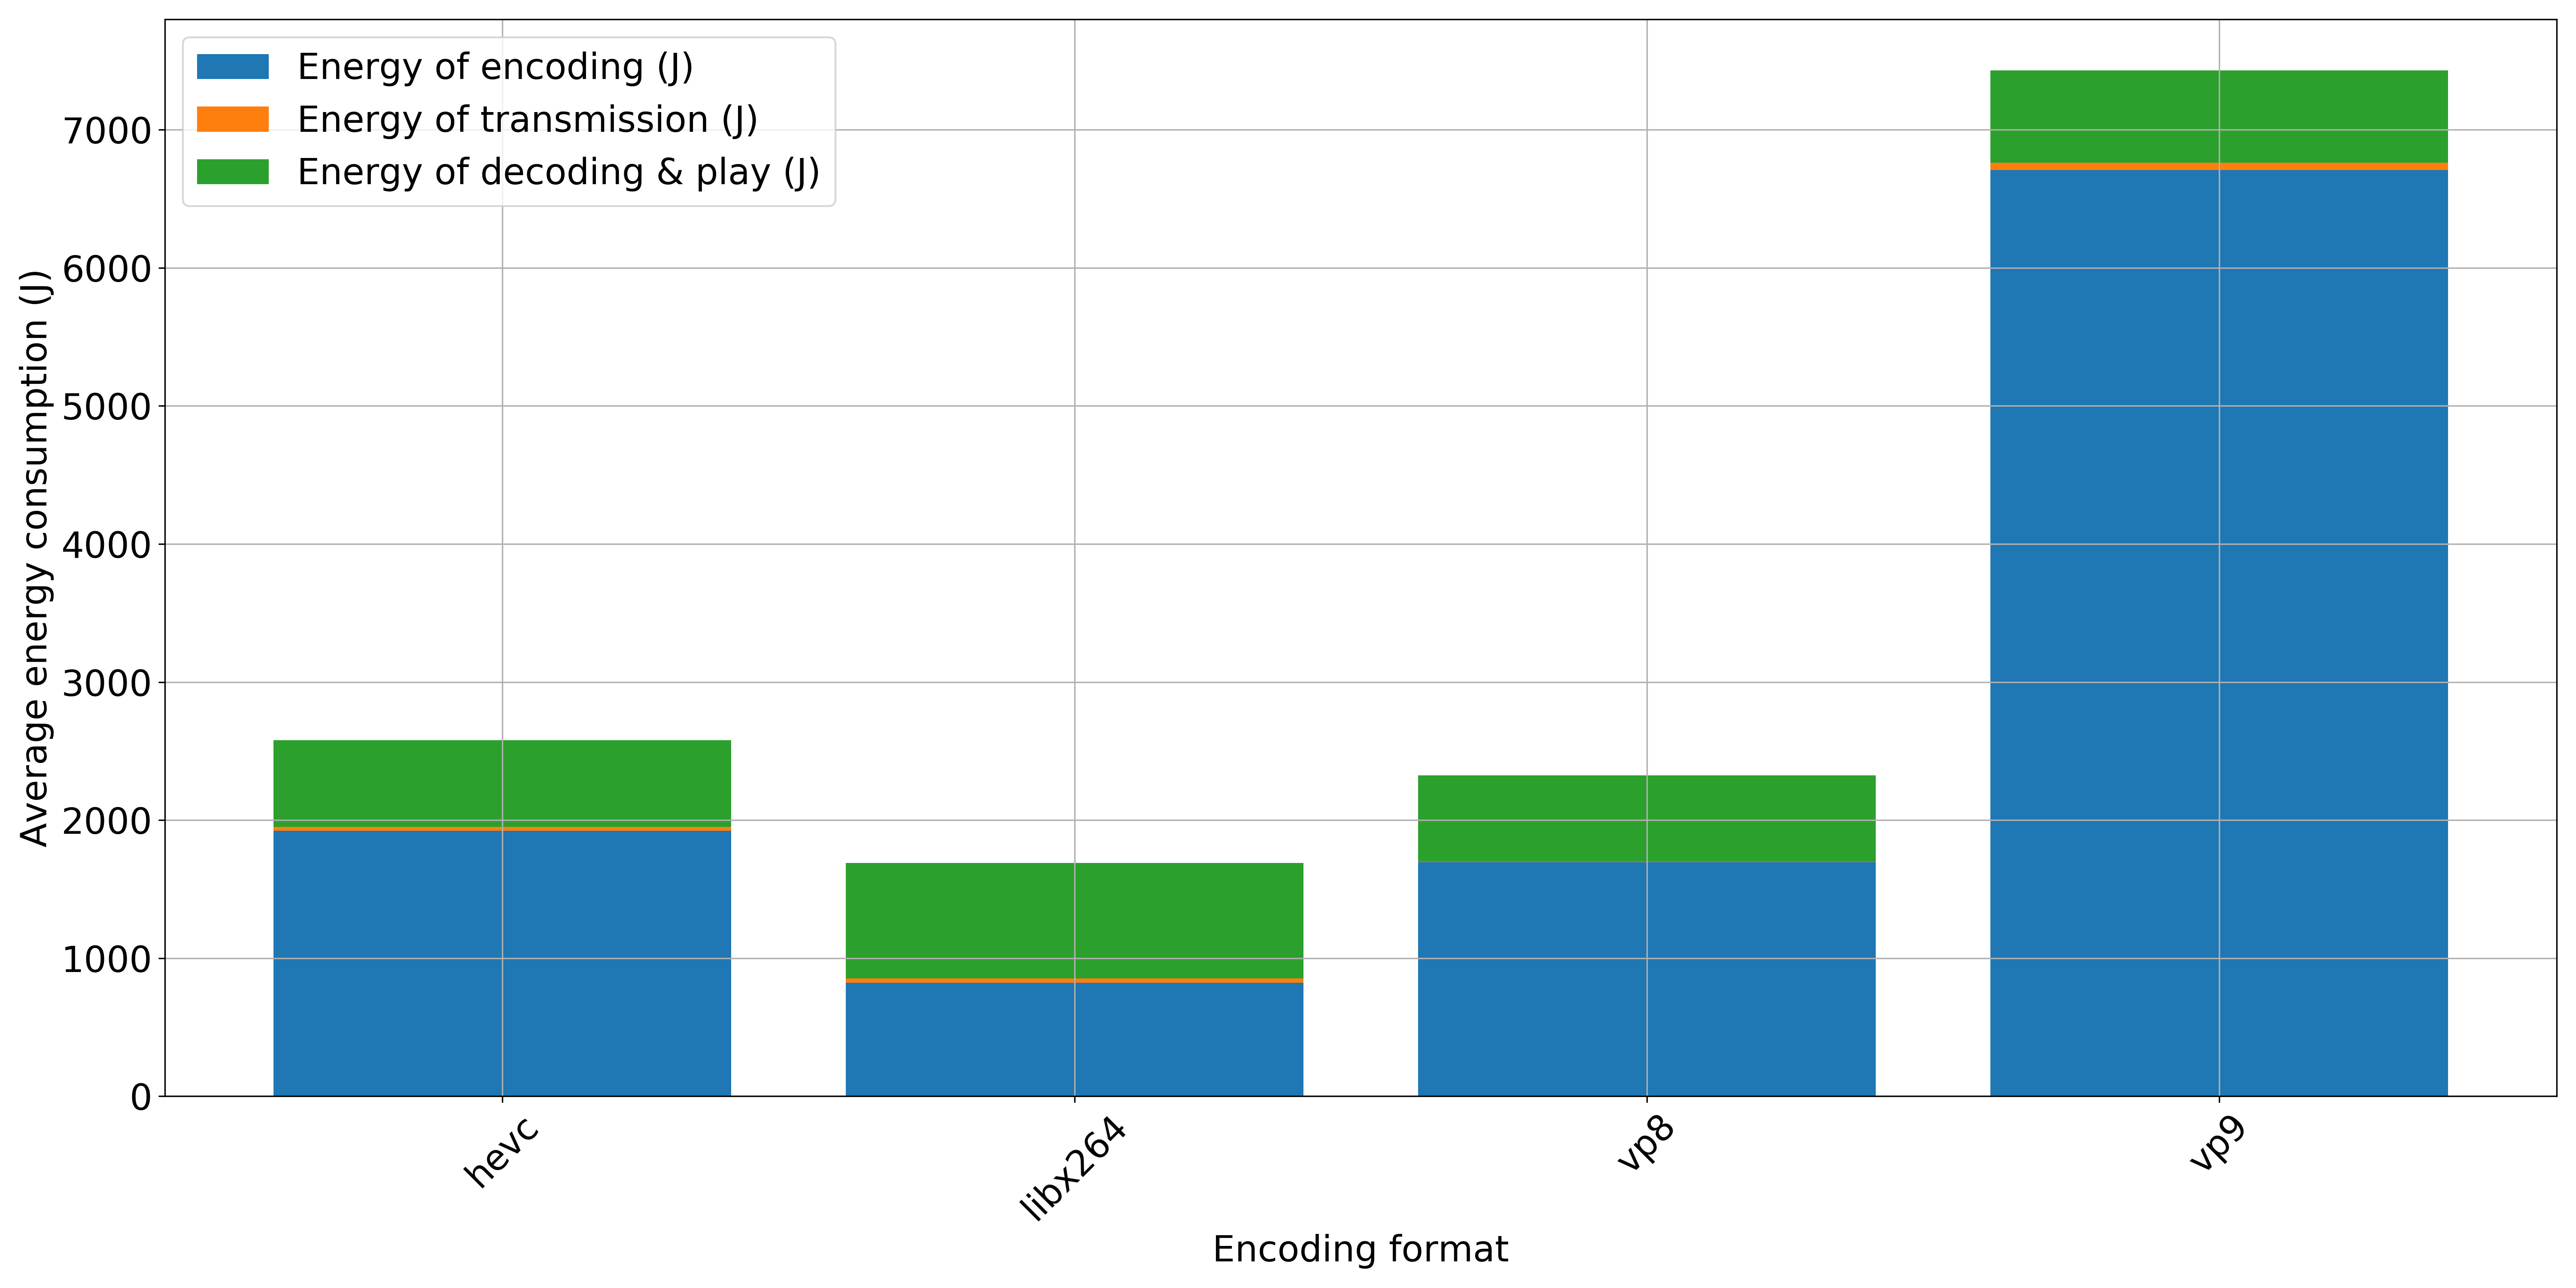 Energy of encoding (J)
Energy of transmission (J)
Energy of decoding & play (J)
Average energy consumption (J)
7000
6000
5000
4000
3000
2000
1000
0
hevc
libx264
vp8
vp9
Encoding format